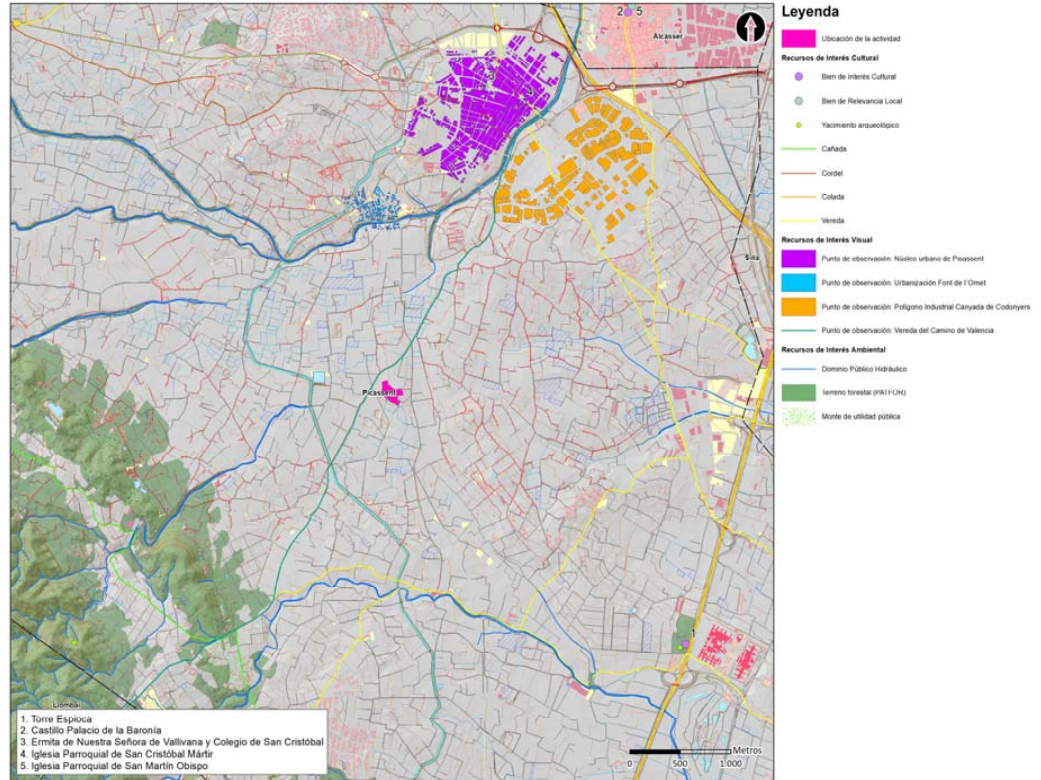 2 5
Alcàsser
3
Silla
Picassent
1
Llombai
1. Torre Espioca
2. Castillo Palacio de la Baronía
3. Ermita de Nuestra Señora de Vallivana y Colegio de San Cristóbal
4. Iglesia Parroquial de San Cristóbal Mártir
5. Iglesia Parroquial de San Martín Obispo
Metros
0 500 1.000
Leyenda
Ubicación de la actividad
Recursos de Interés Cultural
Bien de Interés Cultural
Bien de Relevancia Local
Yacimiento arqueológico
Cañada
Cordel
Colada
Vereda
Recursos de Interés Visual
Punto de observación: Núcleo urbano de Picassent
Punto de observación: Urbanización Font de l'Omet
Punto de observación: Polígono Industrial Canyada de Codonyers
Punto de observación: Vereda del Camino de Valencia
Recursos de Interés Ambiental
Dominio Público Hidráulico
Terreno forestal (PATFOR)
Monte de utilidad pública